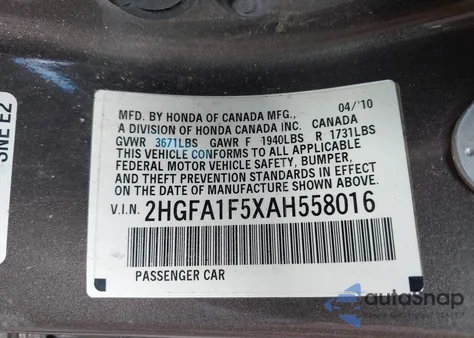 SNE E2
MFD. BY HONDA OF CANADA MFG., 04/'10
A DIVISION OF HONDA CANADA INC. CANADA
GVWR 3671LBS GAWR F 1940LBS R 1731LBS
THIS VEHICLE CONFORMS TO ALL APPLICABLE
FEDERAL MOTOR VEHICLE SAFETY, BUMPER,
AND THEFT PREVENTION STANDARDS IN EFFECT ON
THE DATE OF MANUFACTURE SHOWN ABOVE.
V.I.N. 2HGFA1F5XAH558016
PASSENGER CAR
autoSnap